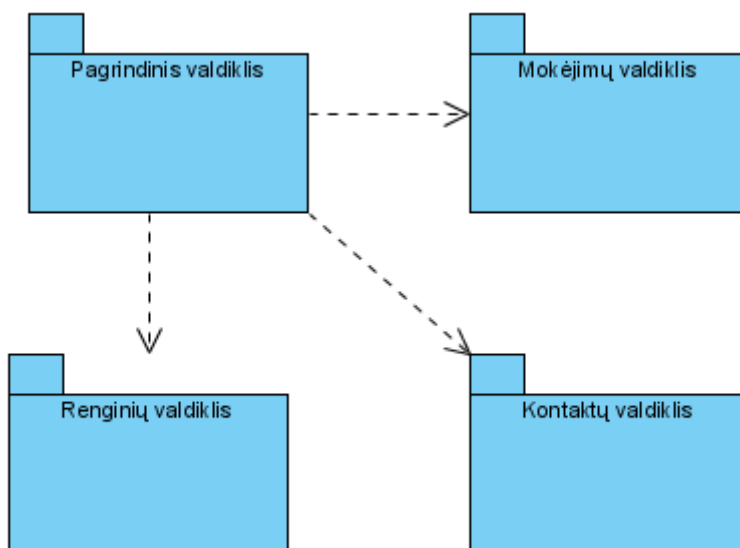 Pagrindinis valdiklis
Mokėjimų valdiklis
Renginių valdiklis
Kontaktų valdiklis